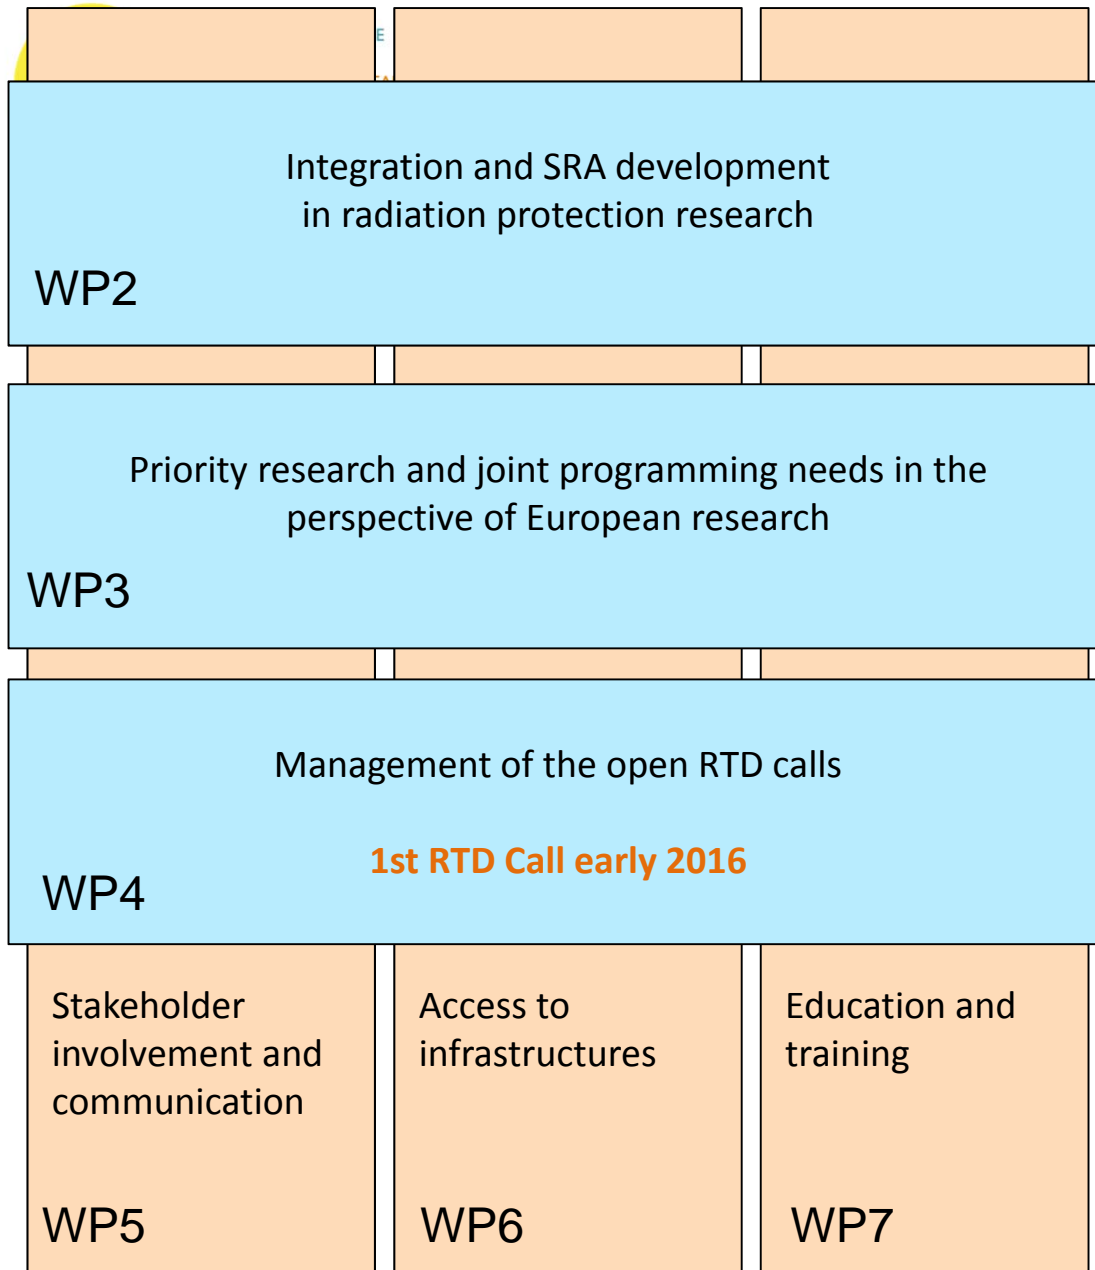 E
Integration and SRA development
in radiation protection research
WP2
Priority research and joint programming needs in the
perspective of European research
WP3
Management of the open RTD calls
1st RTD Call early 2016
WP4
Stakeholder
involvement and
communication
WP5
Access to
infrastructures
WP6
Education and
training
WP7